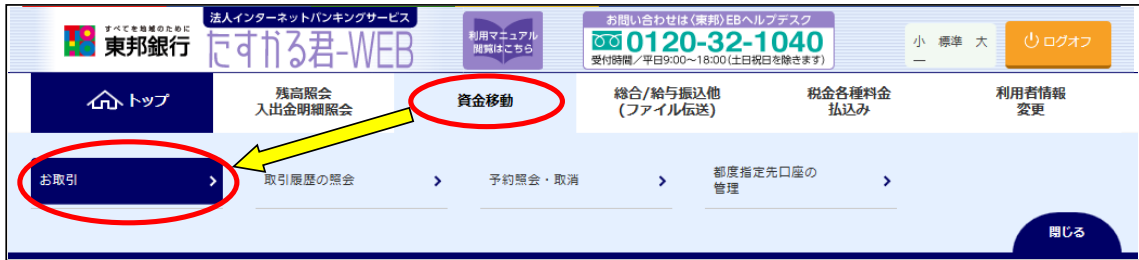 すべてを地域のために
東邦銀行
法人インターネットバンキングサービス
たすかる君-WEB
利用マニュアル
閲覧はこちら
お問い合わせは〈東邦〉EBヘルプデスク
0120-32-1040
受付時間/平日9:00～18:00(土日祝日を除きます)
小 標準 大
ログオフ
トップ
残高照会
入出金明細照会
資金移動
総合/給与振込他
(ファイル伝送)
税金各種料金
払込み
利用者情報
変更
お取引
取引履歴の照会
予約照会・取消
都度指定先口座の
管理
閉じる